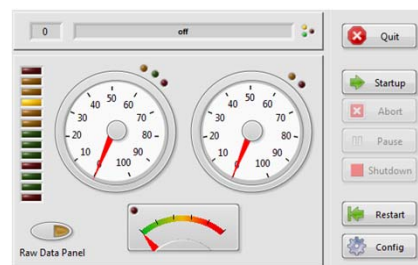 0 off
Quit
Startup
Abort
Pause
Shutdown
Restart
Config
40 50 60
30 70
20 80
10 90
0 100
40 50 60
30 70
20 80
10 90
0 100
Raw Data Panel